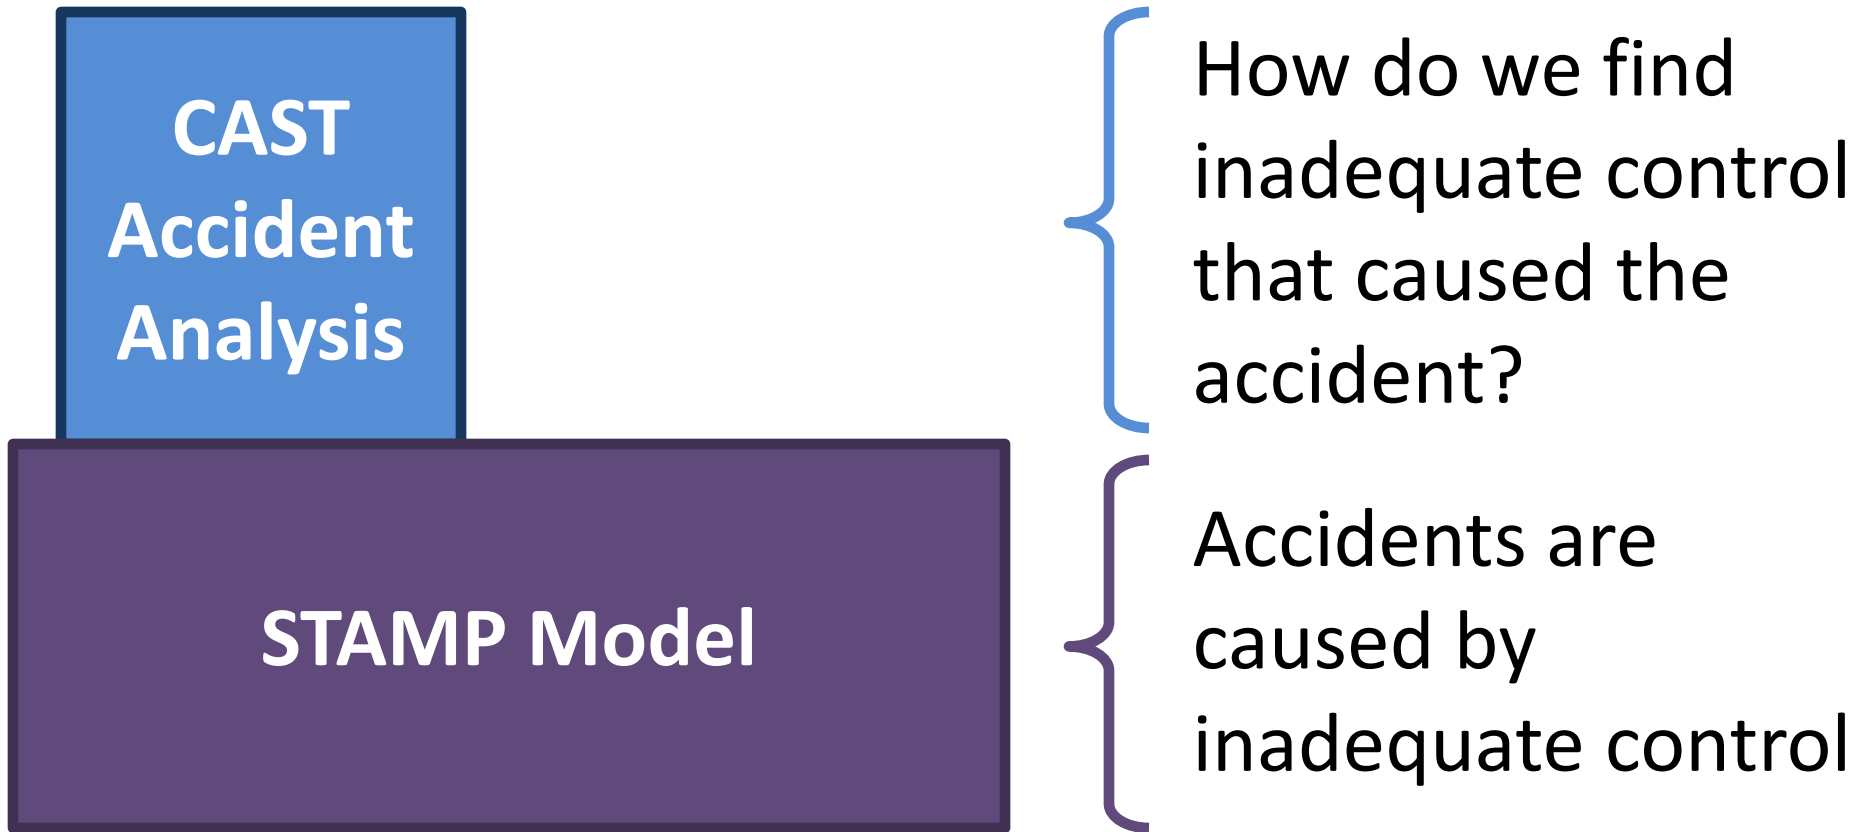 CAST
Accident
Analysis
How do we find
inadequate control
that caused the
accident?
STAMP Model
Accidents are
caused by
inadequate control